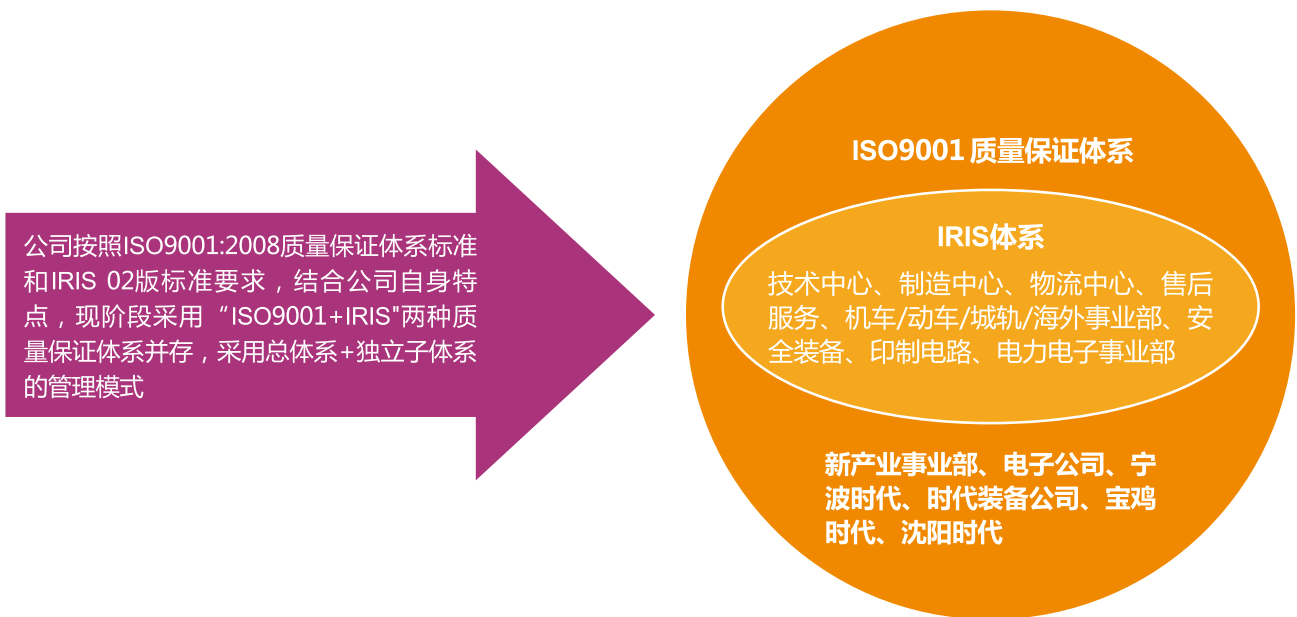 公司按照ISO9001:2008质量保证体系标准
和IRIS 02版标准要求，结合公司自身特
点，现阶段采用“ISO9001+IRIS"两种质
量保证体系并存，采用总体系+独立子体系
的管理模式
ISO9001质量保证体系
IRIS体系
技术中心、制造中心、物流中心、售后
服务、机车/动车/城轨/海外事业部、安
全装备、印制电路、电力电子事业部
新产业事业部、电子公司、宁
波时代、时代装备公司、宝鸡
时代、沈阳时代